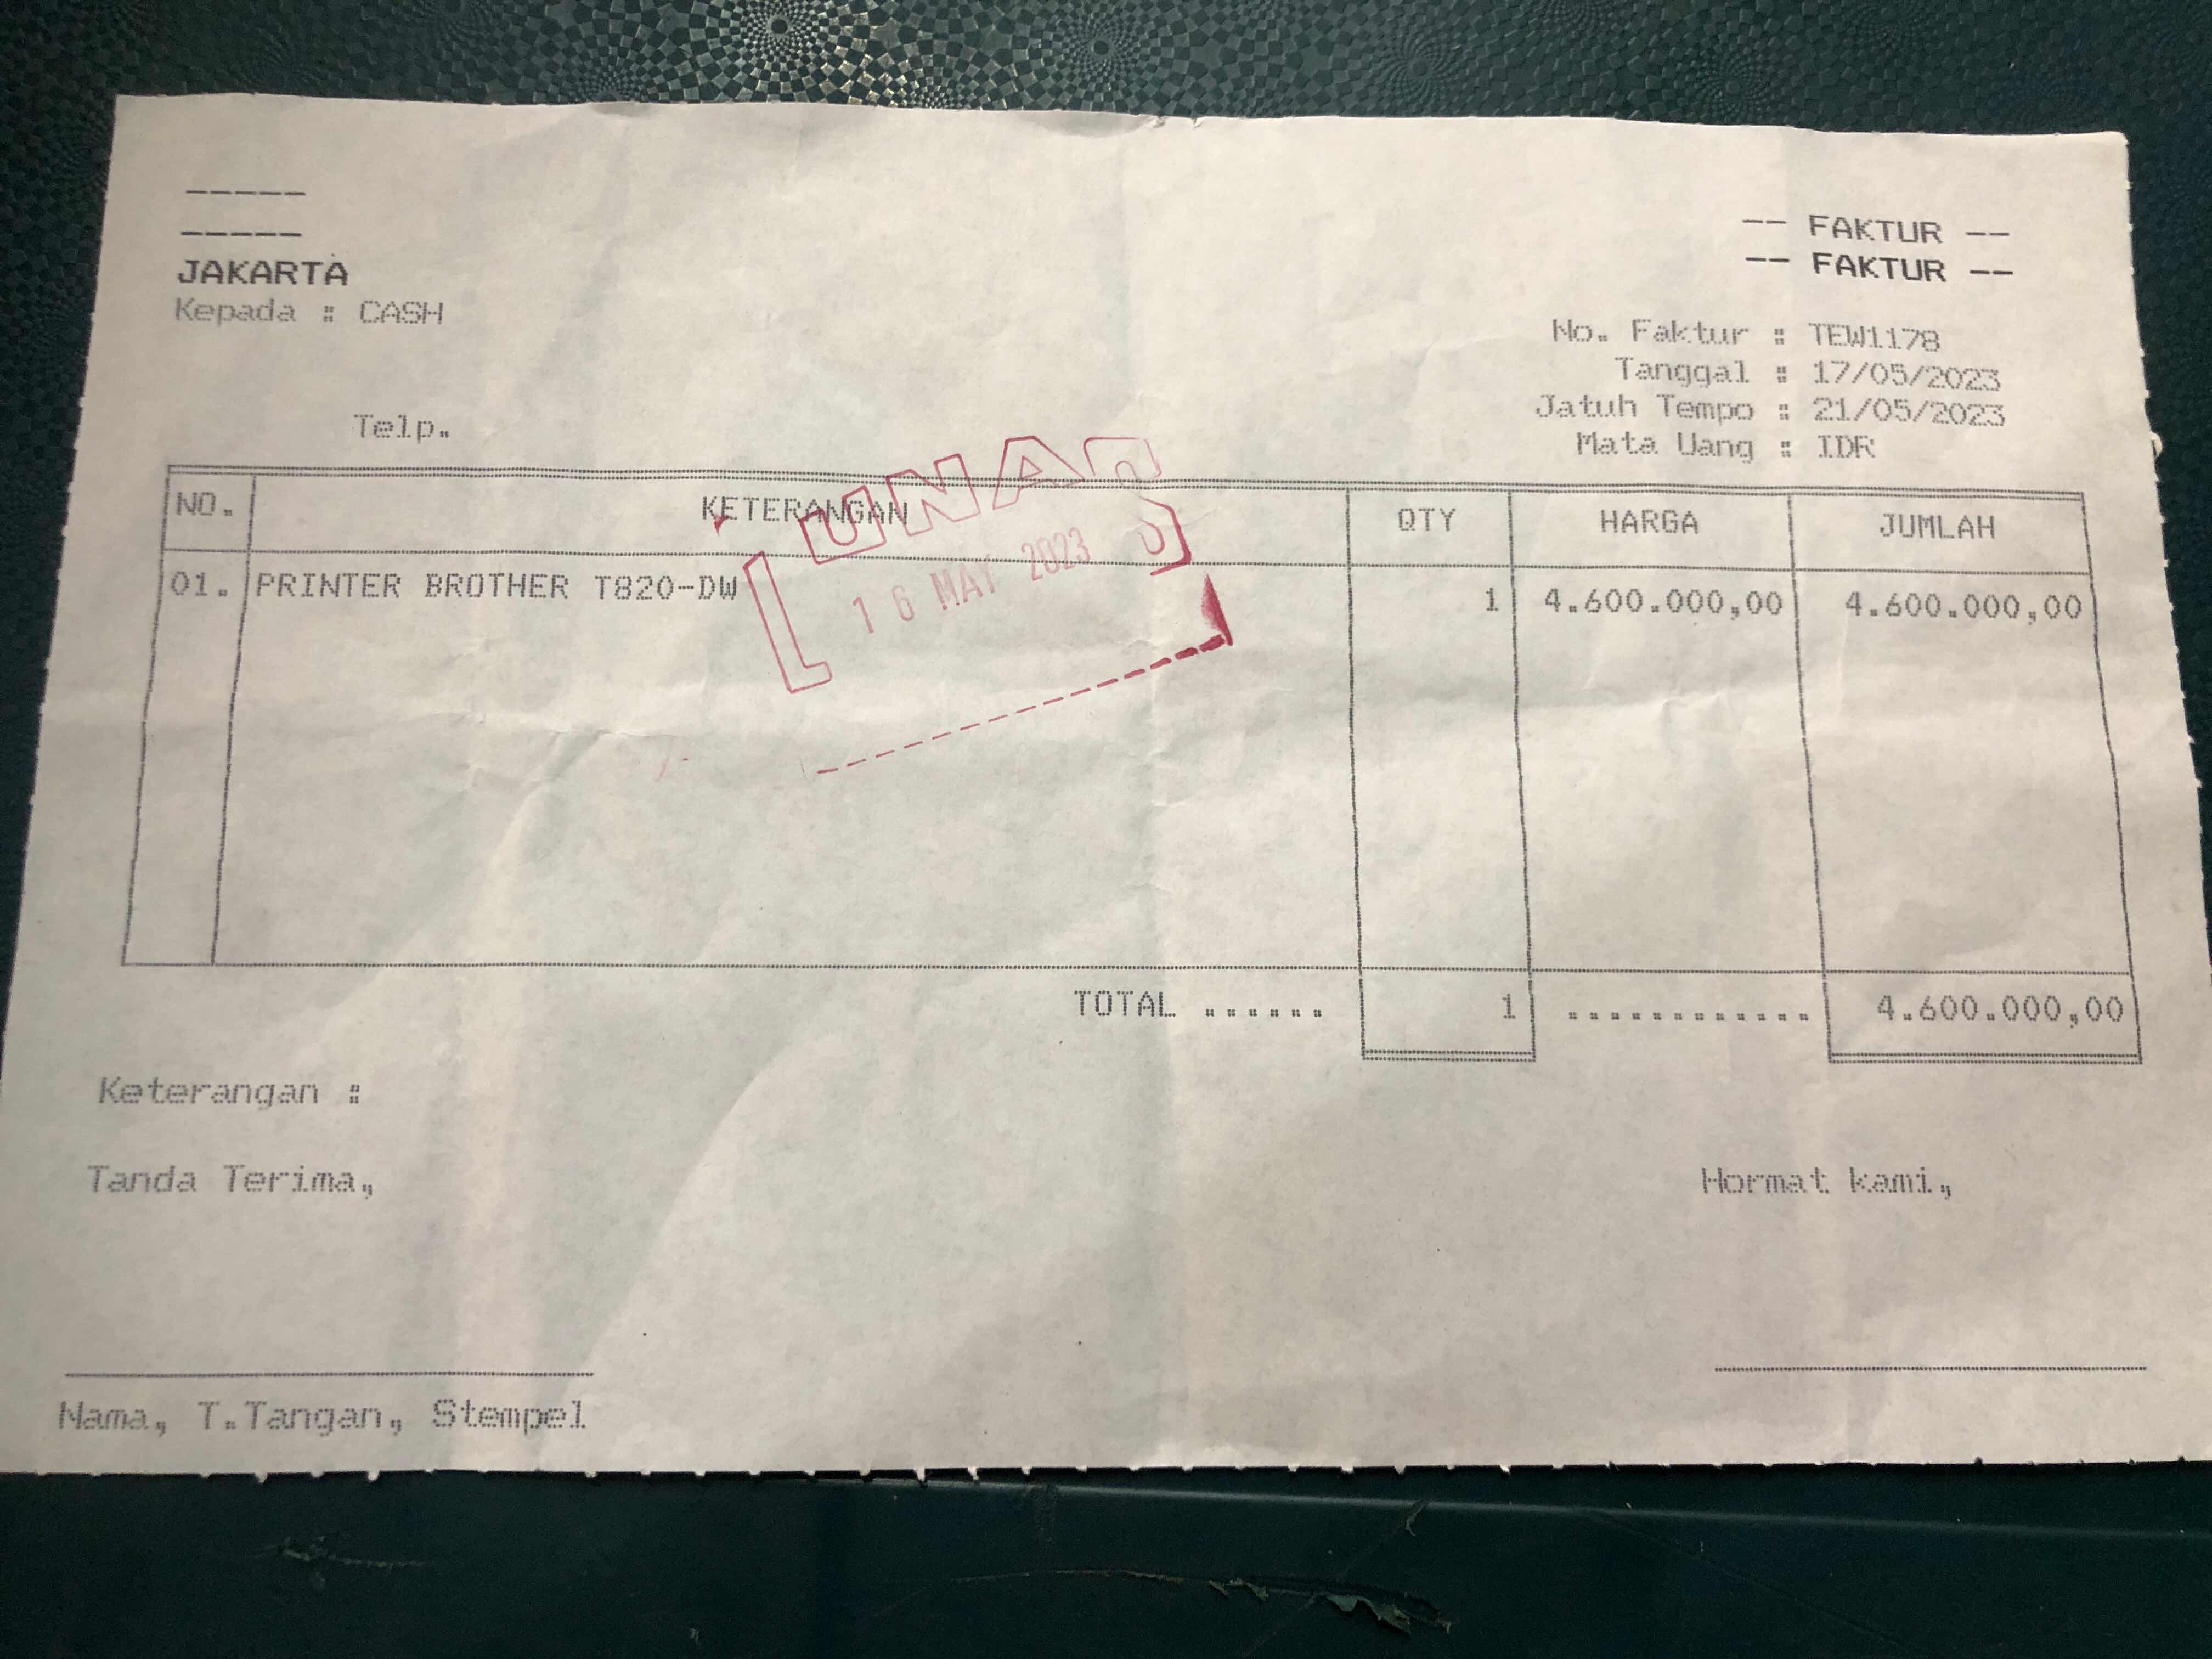 -----
-----
JAKARTA
Kepada : CASH
Telp.
-- FAKTUR --
-- FAKTUR --
No. Faktur : TEW1178
Tanggal : 17/05/2023
Jatuh Tempo : 21/05/2023
Mata Uang : IDR
NO. KETERANGAN QTY HARGA JUMLAH
LUNAS
16 MAY 2023
01. PRINTER BROTHER T820-DW 1 4.600.000,00 4.600.000,00
TOTAL ...... 1 ............ 4.600.000,00
Keterangan :
Tanda Terima,
Hormat kami,
Nama, T.Tangan, Stempel